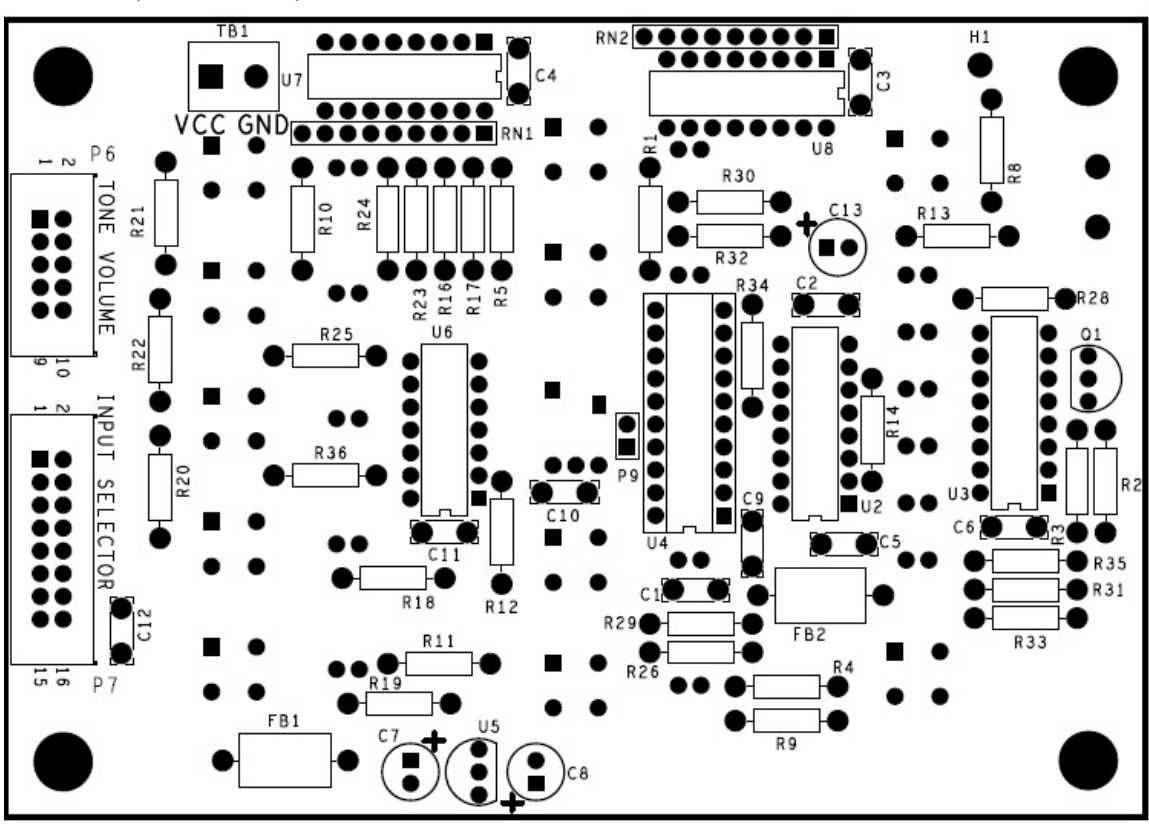 TB1
RN2
H1
U7
C4
C3
VCC GND
RN1
U8
R1
P6
1 2
TONE VOLUME
9 10
R21
R10
R24
R23
R16
R17
R5
R30
R32
C13
R13
R8
R34
C2
R28
Q1
R22
R25
U6
R14
P9
1 2
INPUT SELECTOR
15 16
P7
R20
R36
C10
U4
C9
U2
U3
C6
R3
R2
C11
C5
R18
R12
C1
R35
R31
R33
C12
R29
R26
FB2
R11
R19
R4
R9
FB1
C7
U5
C8